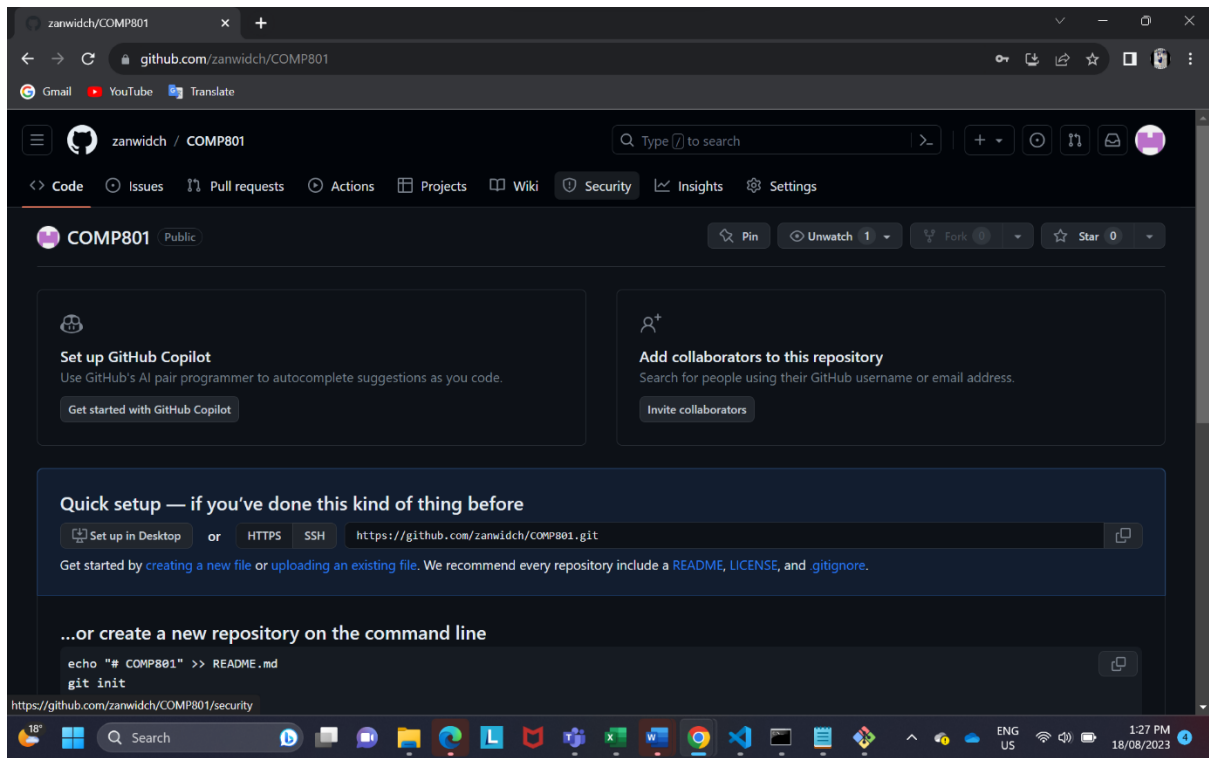 zanwidch/COMP801
github.com/zanwidch/COMP801
Gmail YouTube Translate
zanwidch / COMP801 Type / to search
Code Issues Pull requests Actions Projects Wiki Security Insights Settings
COMP801 Public Pin Unwatch 1 Fork 0 Star 0
Set up GitHub Copilot
Use GitHub's AI pair programmer to autocomplete suggestions as you code.
Get started with GitHub Copilot
Add collaborators to this repository
Search for people using their GitHub username or email address.
Invite collaborators
Quick setup — if you've done this kind of thing before
Set up in Desktop or HTTPS SSH https://github.com/zanwidch/COMP801.git
Get started by creating a new file or uploading an existing file. We recommend every repository include a README, LICENSE, and .gitignore.
...or create a new repository on the command line
echo "# COMP801" >> README.md
git init
https://github.com/zanwidch/COMP801/security
18° Search ENG 1:27 PM
US 18/08/2023 4